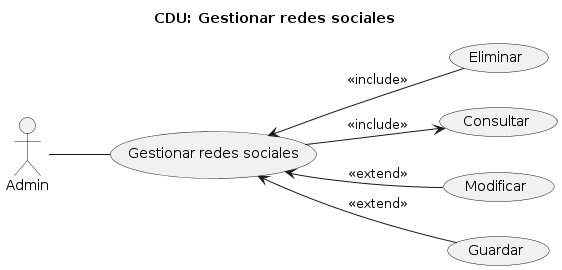 CDU: Gestionar redes sociales
Eliminar
«include»
«include»
Consultar
Gestionar redes sociales
Admin
«extend»
Modificar
«extend»
Guardar